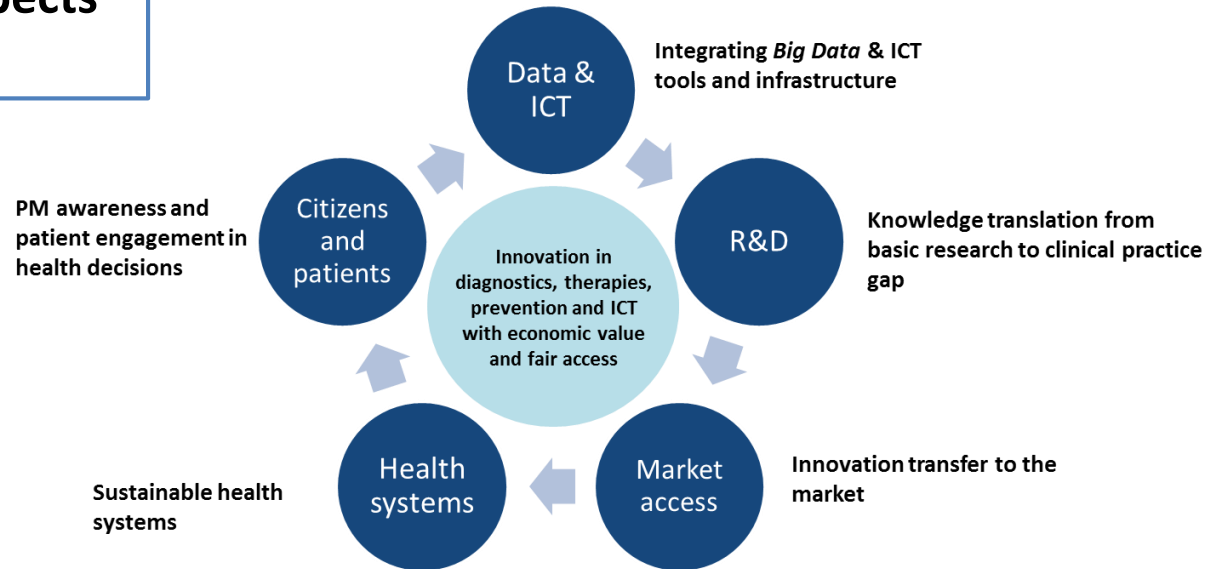 Data &
ICT
Integrating Big Data & ICT
tools and infrastructure
Citizens
and
patients
PM awareness and
patient engagement in
health decisions
R&D
Knowledge translation from
basic research to clinical practice
gap
Innovation in
diagnostics, therapies,
prevention and ICT
with economic value
and fair access
Health
systems
Sustainable health
systems
Market
access
Innovation transfer to the
market